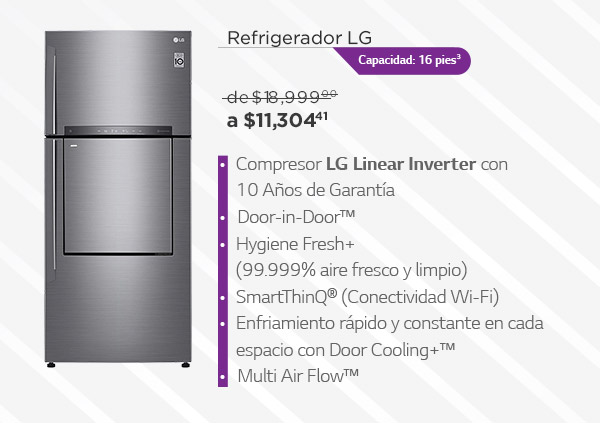 LG
Refrigerador LG
Capacidad: 16 pies³
de $18,999⁰⁰
a $11,304⁴¹
• Compresor LG Linear Inverter con
10 Años de Garantía
• Door-in-Door™
• Hygiene Fresh+
(99.999% aire fresco y limpio)
• SmartThinQ® (Conectividad Wi-Fi)
• Enfriamiento rápido y constante en cada
espacio con Door Cooling+™
• Multi Air Flow™